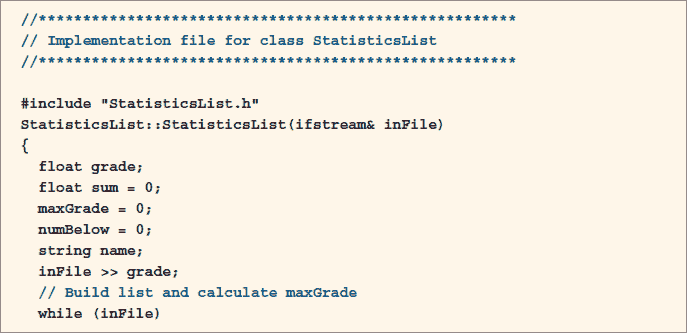 //******************************************************
// Implementation file for class StatisticsList
//******************************************************
#include "StatisticsList.h"
StatisticsList::StatisticsList(ifstream& inFile)
{
  float grade;
  float sum = 0;
  maxGrade = 0;
  numBelow = 0;
  string name;
  inFile >> grade;
  // Build list and calculate maxGrade
  while (inFile)